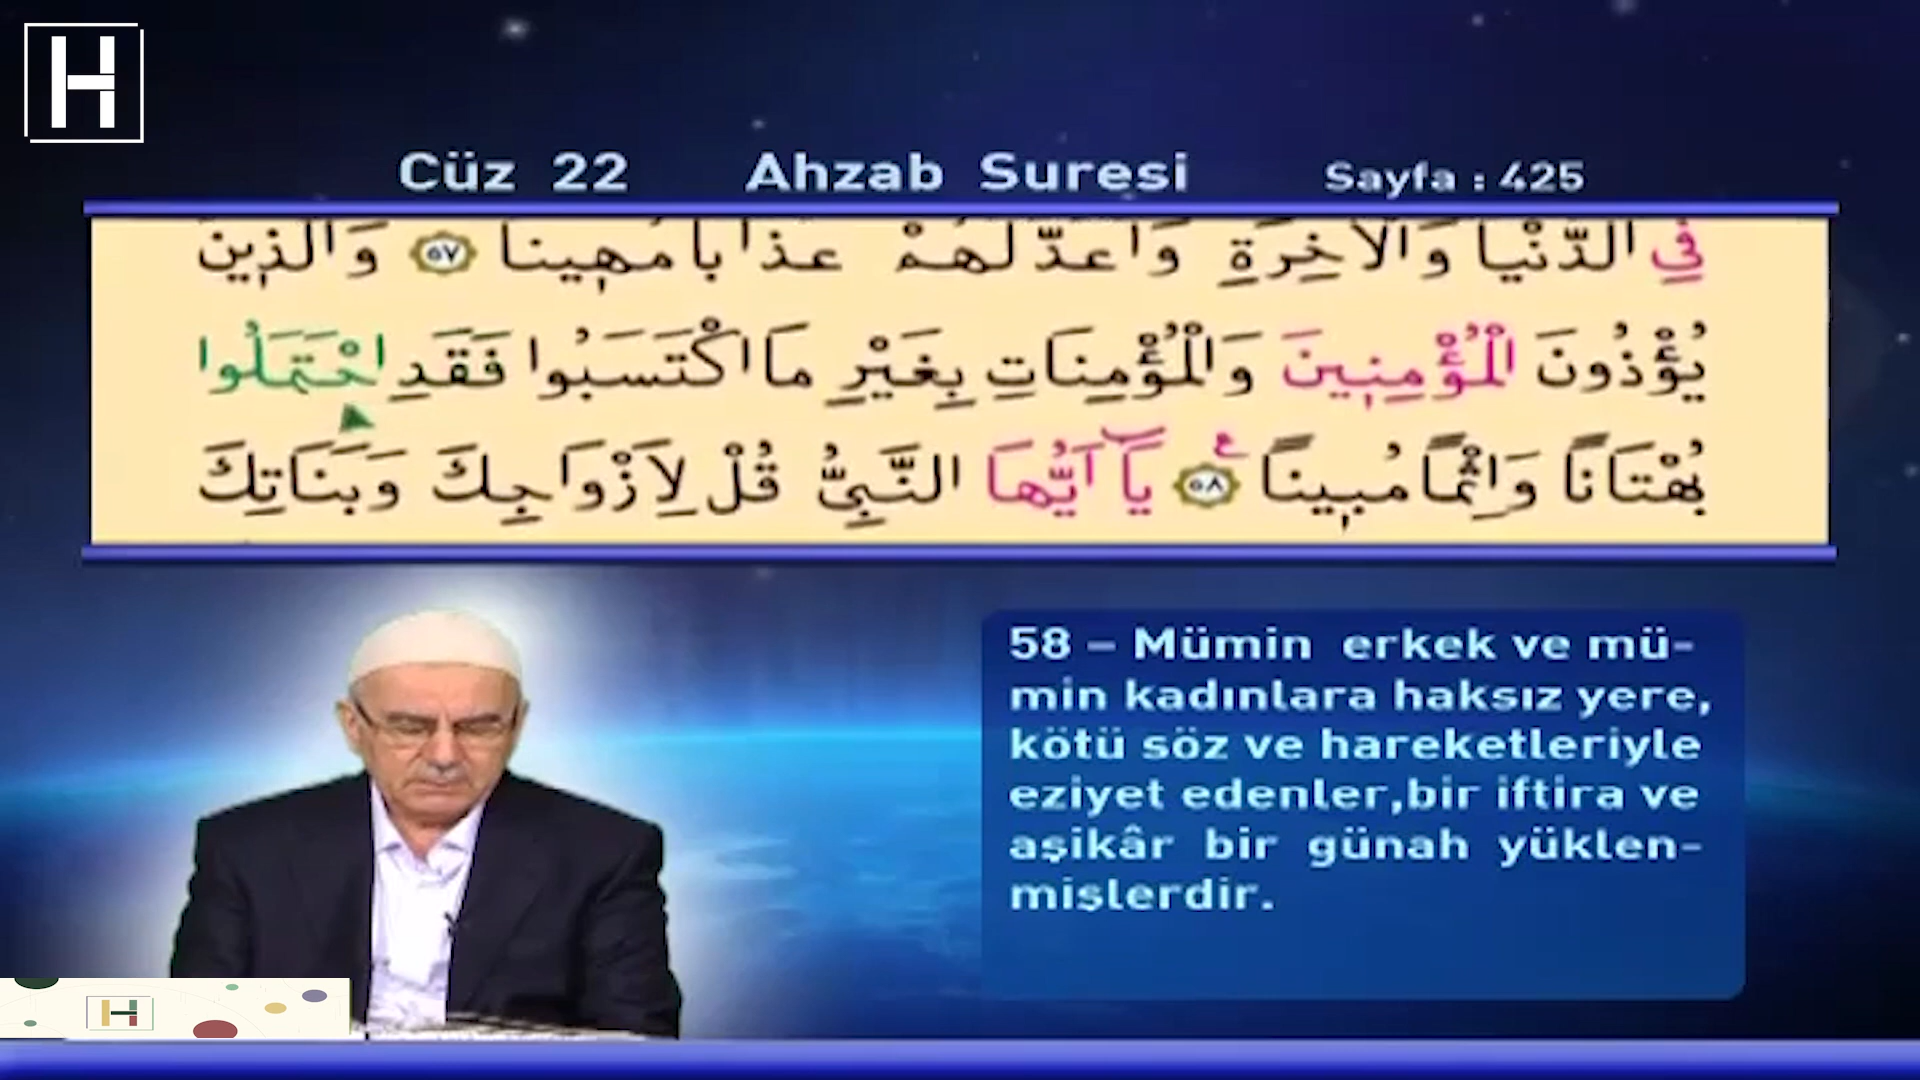 H
Cüz 22 Ahzab Suresi Sayfa : 425
فِي الدُّنْيَا وَالْاٰخِرَةِ وَاَعَدَّ لَهُمْ عَذَابًا مُهٖينًا ٥٧ وَالَّذٖينَ
يُؤْذُونَ الْمُؤْمِنٖينَ وَالْمُؤْمِنَاتِ بِغَيْرِ مَا اكْتَسَبُوا فَقَدِ احْتَمَلُوا
بُهْتَانًا وَاِثْمًا مُبٖينًا ٥٨ ع يَٓا اَيُّهَا النَّبِيُّ قُلْ لِاَزْوَاجِكَ وَبَنَاتِكَ
58 – Mümin erkek ve mü-
min kadınlara haksız yere,
kötü söz ve hareketleriyle
eziyet edenler,bir iftira ve
aşikâr bir günah yüklen-
mişlerdir.
H